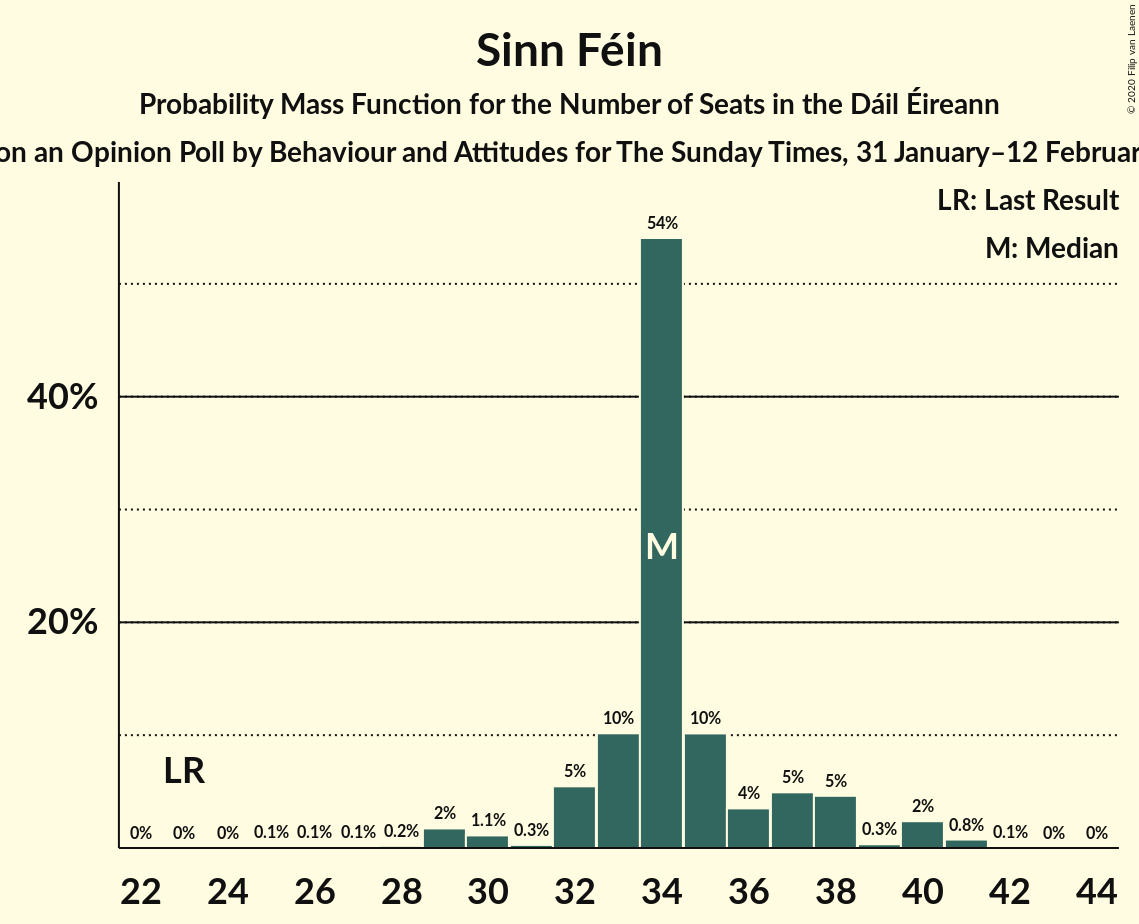 Sinn Féin
Probability Mass Function for the Number of Seats in the Dáil Éireann
on an Opinion Poll by Behaviour and Attitudes for The Sunday Times, 31 January–12 Februar
© 2020 Filip van Laenen
LR: Last Result
M: Median
54%
40%
M
20%
10% 10%
LR
0% 0% 0% 0.1% 0.1% 0.1% 0.2% 2% 1.1% 0.3% 5% 4% 5% 5% 0.3% 2% 0.8% 0.1% 0% 0%
22 24 26 28 30 32 34 36 38 40 42 44